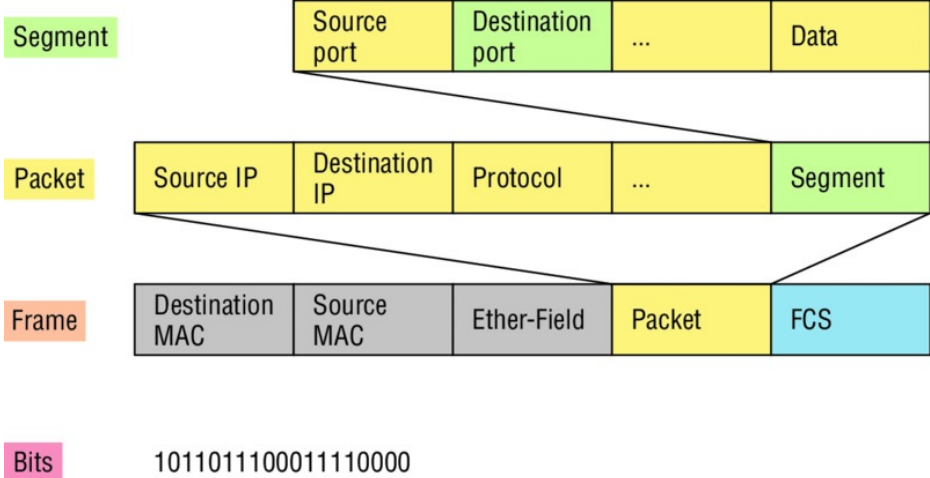 Segment
Source port
Destination port
...
Data
Packet
Source IP
Destination IP
Protocol
...
Segment
Frame
Destination MAC
Source MAC
Ether-Field
Packet
FCS
Bits
1011011100011110000